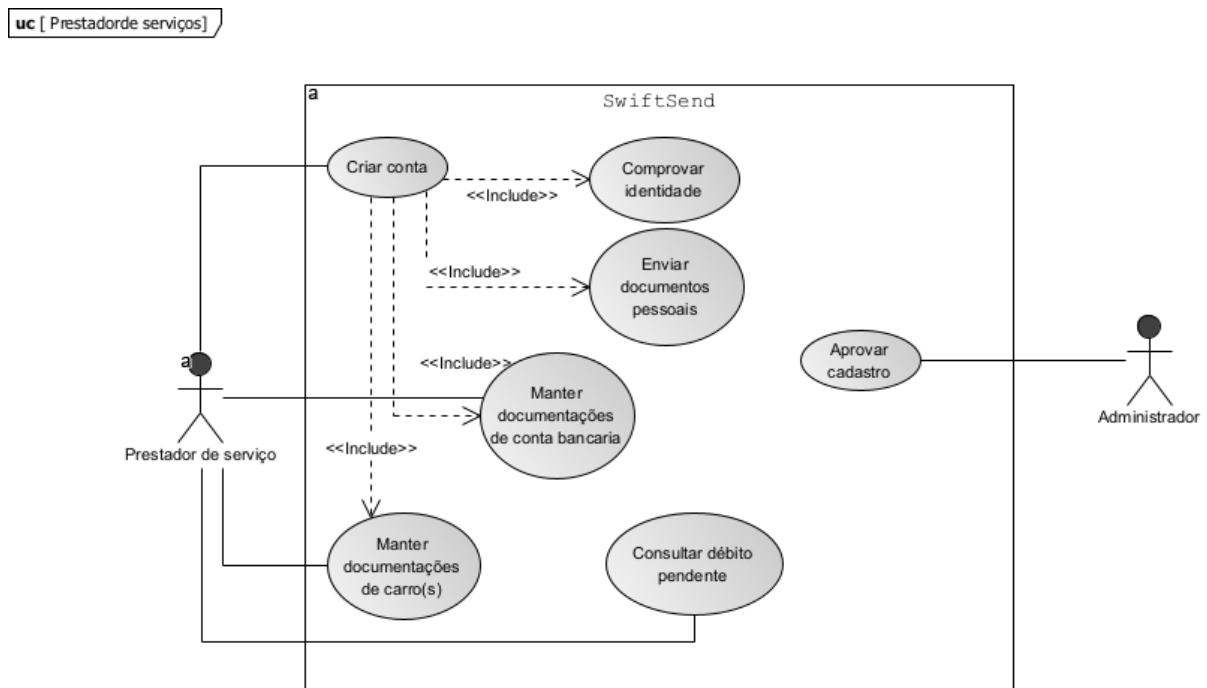 uc [ Prestadorde serviços]
a
SwiftSend
Criar conta
Comprovar
identidade
<<Include>>
Enviar
documentos
pessoais
<<Include>>
Aprovar
cadastro
a
<<Include>>
Manter
documentações
de conta bancaria
Administrador
Prestador de serviço
<<Include>>
Manter
documentações
de carro(s)
Consultar débito
pendente